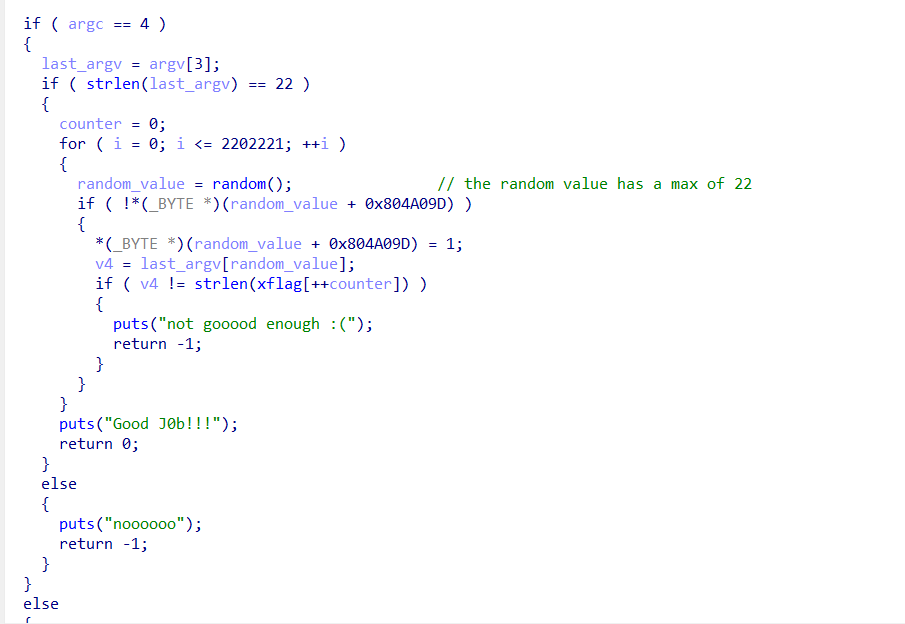 if ( argc == 4 )
{
last_argv = argv[3];
if ( strlen(last_argv) == 22 )
{
counter = 0;
for ( i = 0; i <= 2202221; ++i )
{
random_value = random(); // the random value has a max of 22
if ( !*(_BYTE *)(random_value + 0x804A09D) )
{
*(_BYTE *)(random_value + 0x804A09D) = 1;
v4 = last_argv[random_value];
if ( v4 != strlen(xflag[++counter]) )
{
puts("not gooood enough :(");
return -1;
}
}
}
puts("Good J0b!!!");
return 0;
}
else
{
puts("noooooo");
return -1;
}
}
else
{